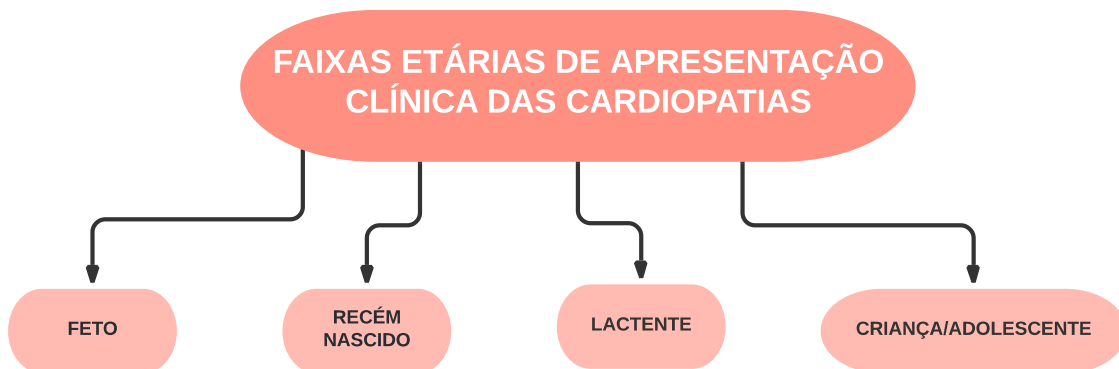 FAIXAS ETÁRIAS DE APRESENTAÇÃO
CLÍNICA DAS CARDIOPATIAS
FETO
RECÉM
NASCIDO
LACTENTE
CRIANÇA/ADOLESCENTE